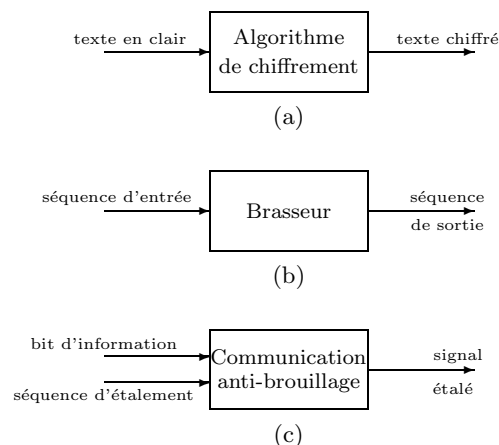 texte en clair
Algorithme
de chiffrement
texte chiffré
(a)
séquence d'entrée
Brasseur
séquence
de sortie
(b)
bit d'information
séquence d'étalement
Communication
anti-brouillage
signal
étalé
(c)